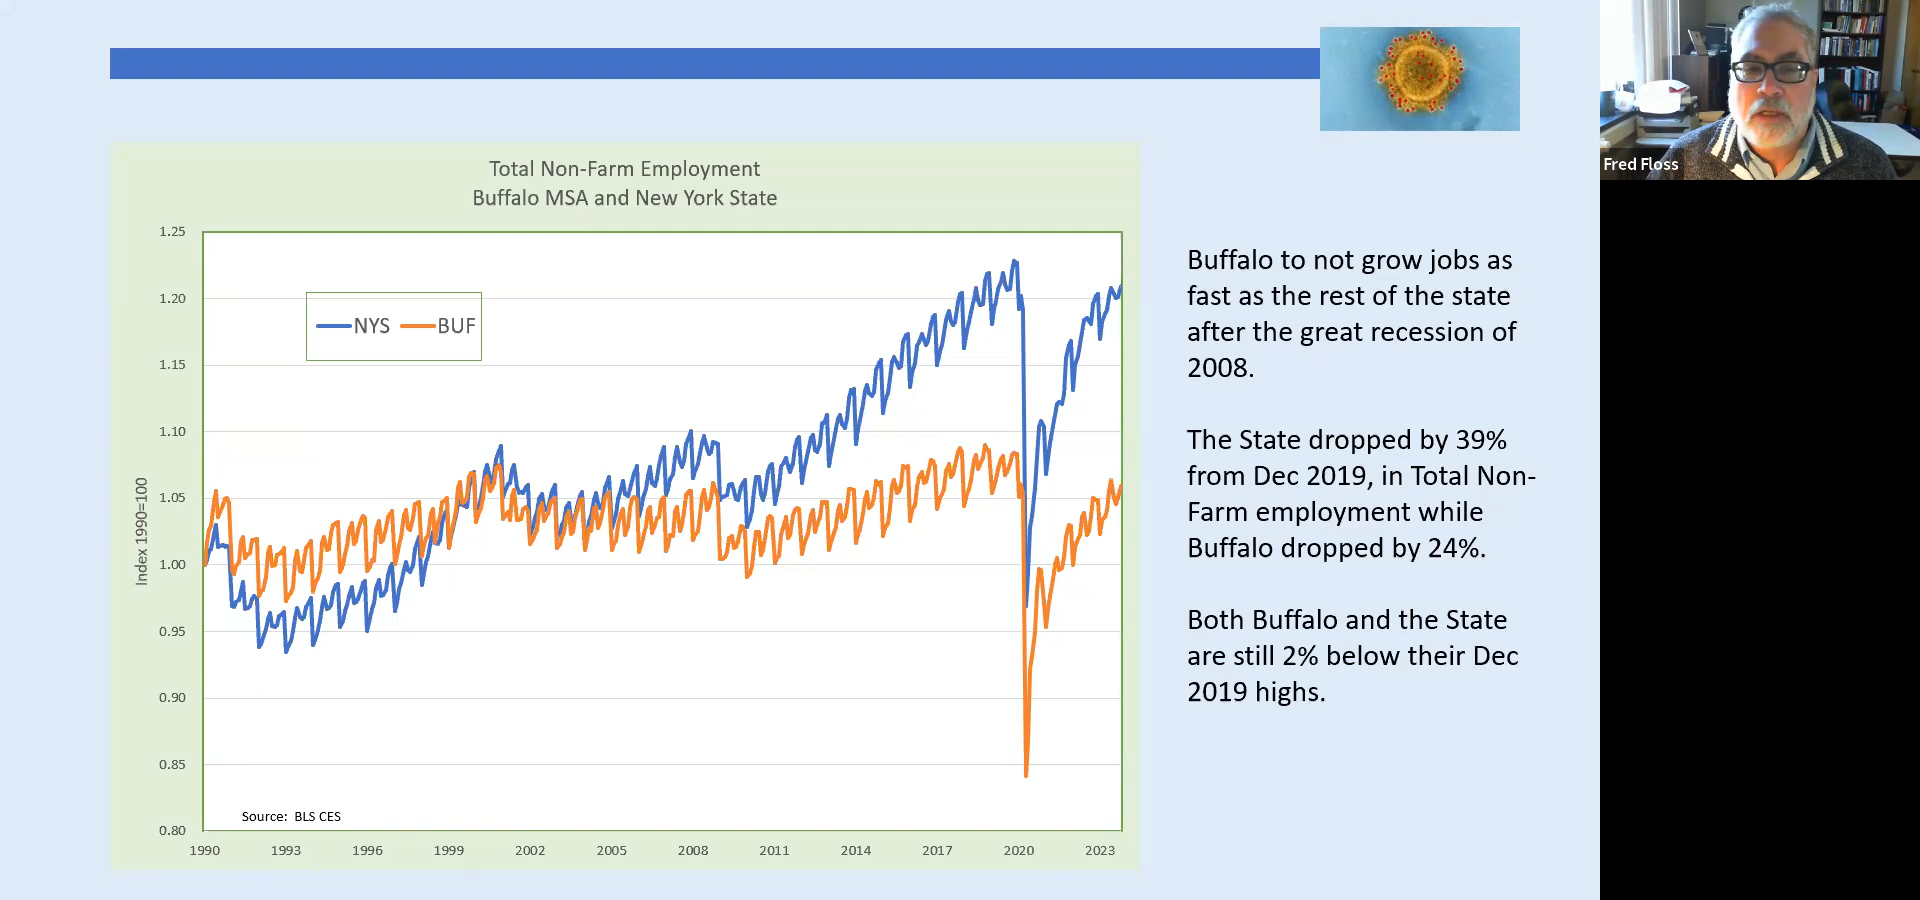 Total Non-Farm Employment
Buffalo MSA and New York State
1.25
1.20
1.15
1.10
1.05
1.00
0.95
0.90
0.85
0.80
Index 1990=100
NYS
BUF
Source: BLS CES
1990
1993
1996
1999
2002
2005
2008
2011
2014
2017
2020
2023
Buffalo to not grow jobs as
fast as the rest of the state
after the great recession of
2008.
The State dropped by 39%
from Dec 2019, in Total Non-
Farm employment while
Buffalo dropped by 24%.
Both Buffalo and the State
are still 2% below their Dec
2019 highs.
Fred Floss